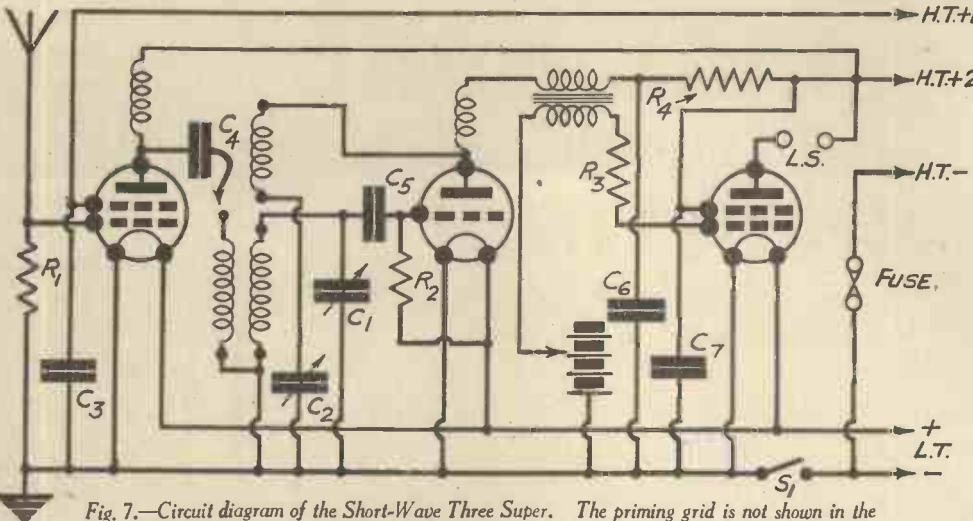 H.T.+1
H.T.+2
C4
R4
L.S.
H.T.-
R3
C5
R1
R2
C6
FUSE.
C1
C7
C3
C2
+
L.T.
-
S1
Fig. 7.—Circuit diagram of the Short-Wave Three Super. The priming grid is not shown in the